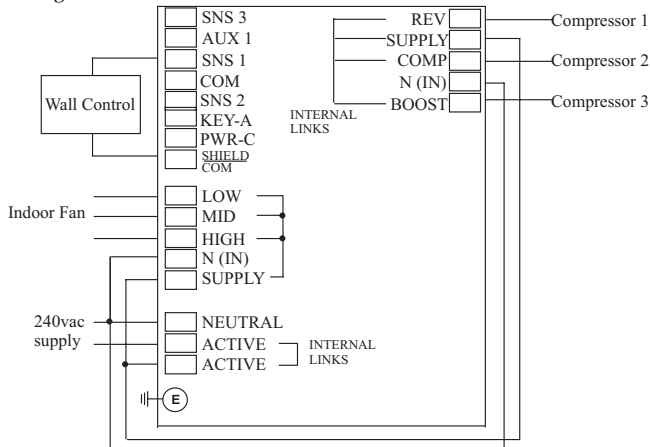 SNS 3
AUX 1
SNS 1
COM
SNS 2
KEY-A
PWR-C
SHIELD
COM
Wall Control
REV
SUPPLY
COMP
N (IN)
BOOST
INTERNAL
LINKS
Compressor 1
Compressor 2
Compressor 3
Indoor Fan
LOW
MID
HIGH
N (IN)
SUPPLY
240vac
supply
NEUTRAL
ACTIVE
ACTIVE
INTERNAL
LINKS
E